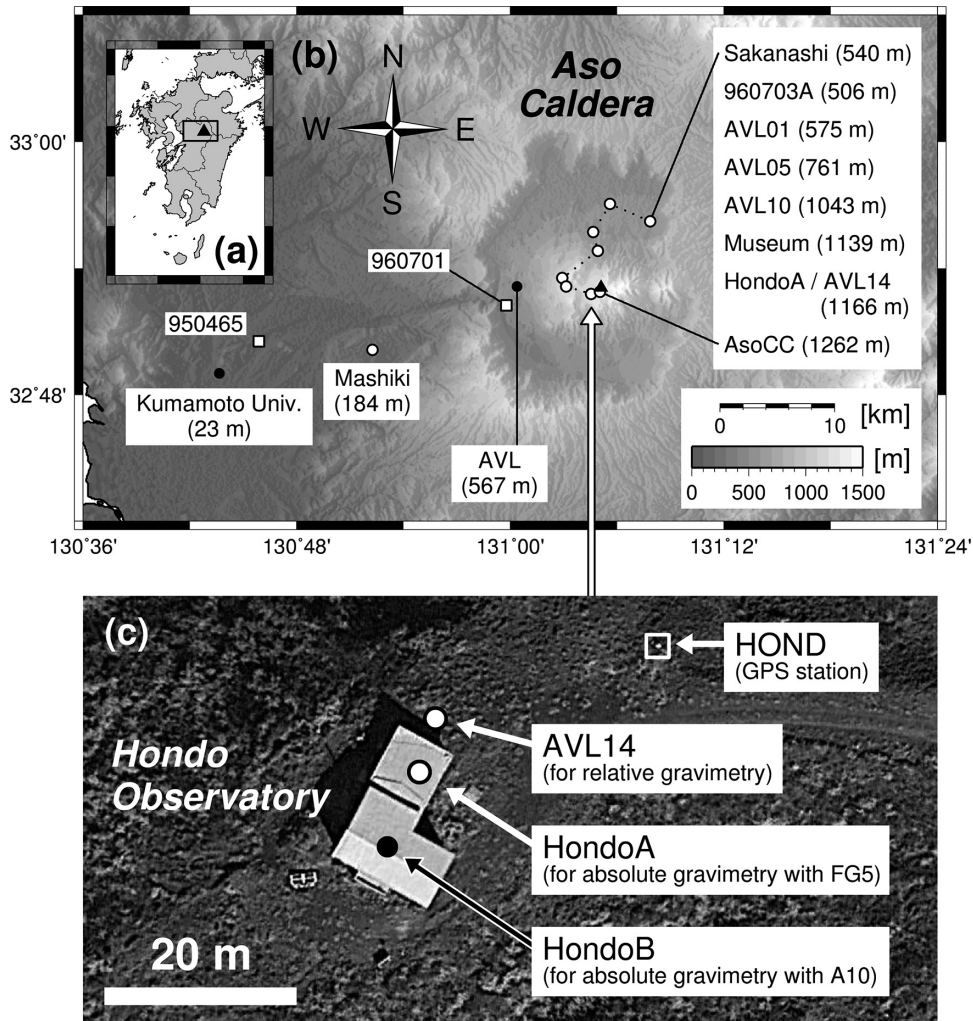 (b)
N
W
E
S
Aso
Caldera
(a)
Sakanashi (540 m)
960703A (506 m)
AVL01 (575 m)
AVL05 (761 m)
AVL10 (1043 m)
Museum (1139 m)
HondoA / AVL14
(1166 m)
AsoCC (1262 m)
33˚00'
32˚48'
960701
950465
Kumamoto Univ.
(23 m)
Mashiki
(184 m)
AVL
(567 m)
0 10 [km]
[m]
0 500 1000 1500
130˚36' 130˚48' 131˚00' 131˚12' 131˚24'
(c)
HOND
(GPS station)
AVL14
(for relative gravimetry)
Hondo
Observatory
HondoA
(for absolute gravimetry with FG5)
HondoB
(for absolute gravimetry with A10)
20 m